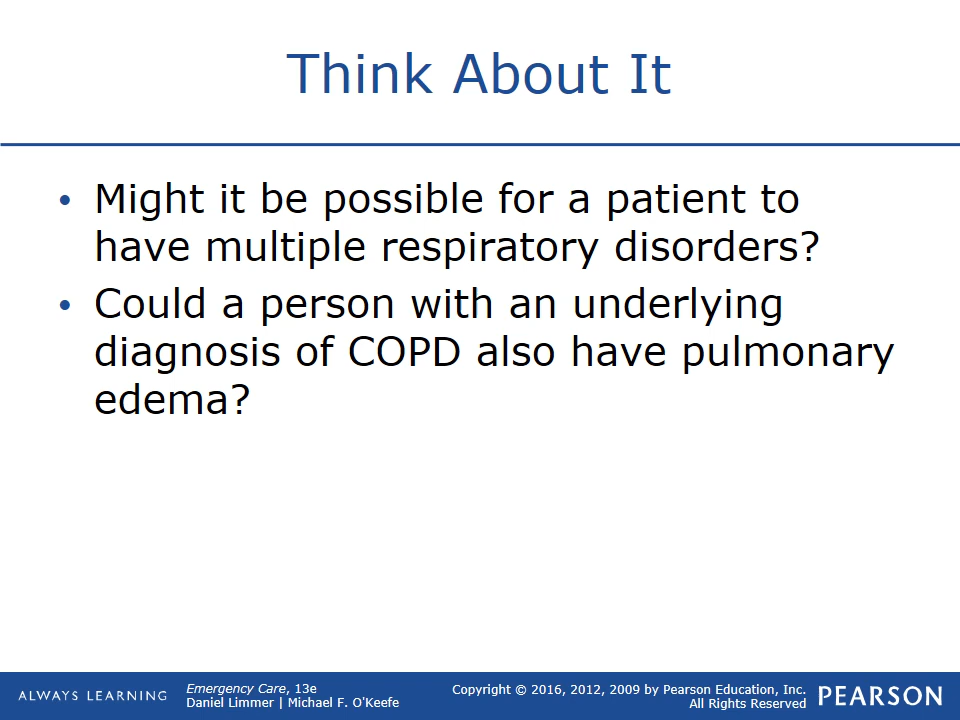 Think About It
• Might it be possible for a patient to
have multiple respiratory disorders?
• Could a person with an underlying
diagnosis of COPD also have pulmonary
edema?
ALWAYS LEARNING
Emergency Care, 13e
Daniel Limmer | Michael F. O'Keefe
Copyright © 2016, 2012, 2009 by Pearson Education, Inc.
All Rights Reserved
PEARSON